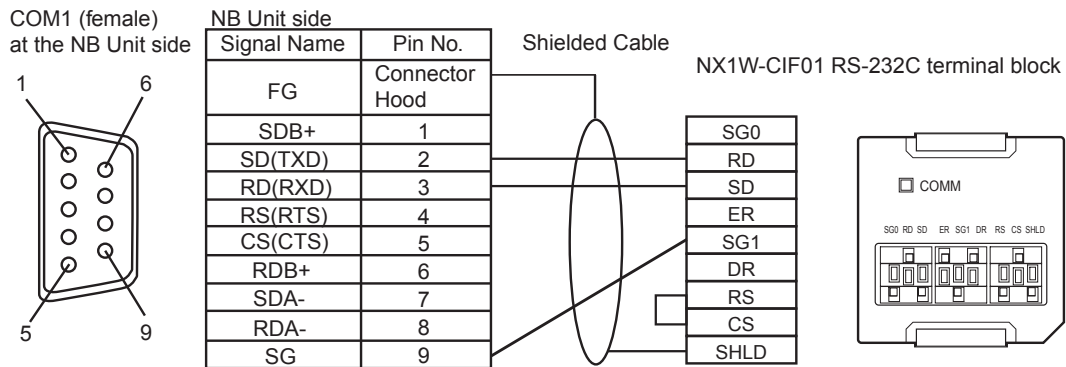 COM1 (female)
at the NB Unit side
1
6
5
9
NB Unit side
Signal Name Pin No.
FG Connector Hood
SDB+ 1
SD(TXD) 2
RD(RXD) 3
RS(RTS) 4
CS(CTS) 5
RDB+ 6
SDA- 7
RDA- 8
SG 9
Shielded Cable
NX1W-CIF01 RS-232C terminal block
SG0
RD
SD
ER
SG1
DR
RS
CS
SHLD
COMM
SG0 RD SD ER SG1 DR RS CS SHLD